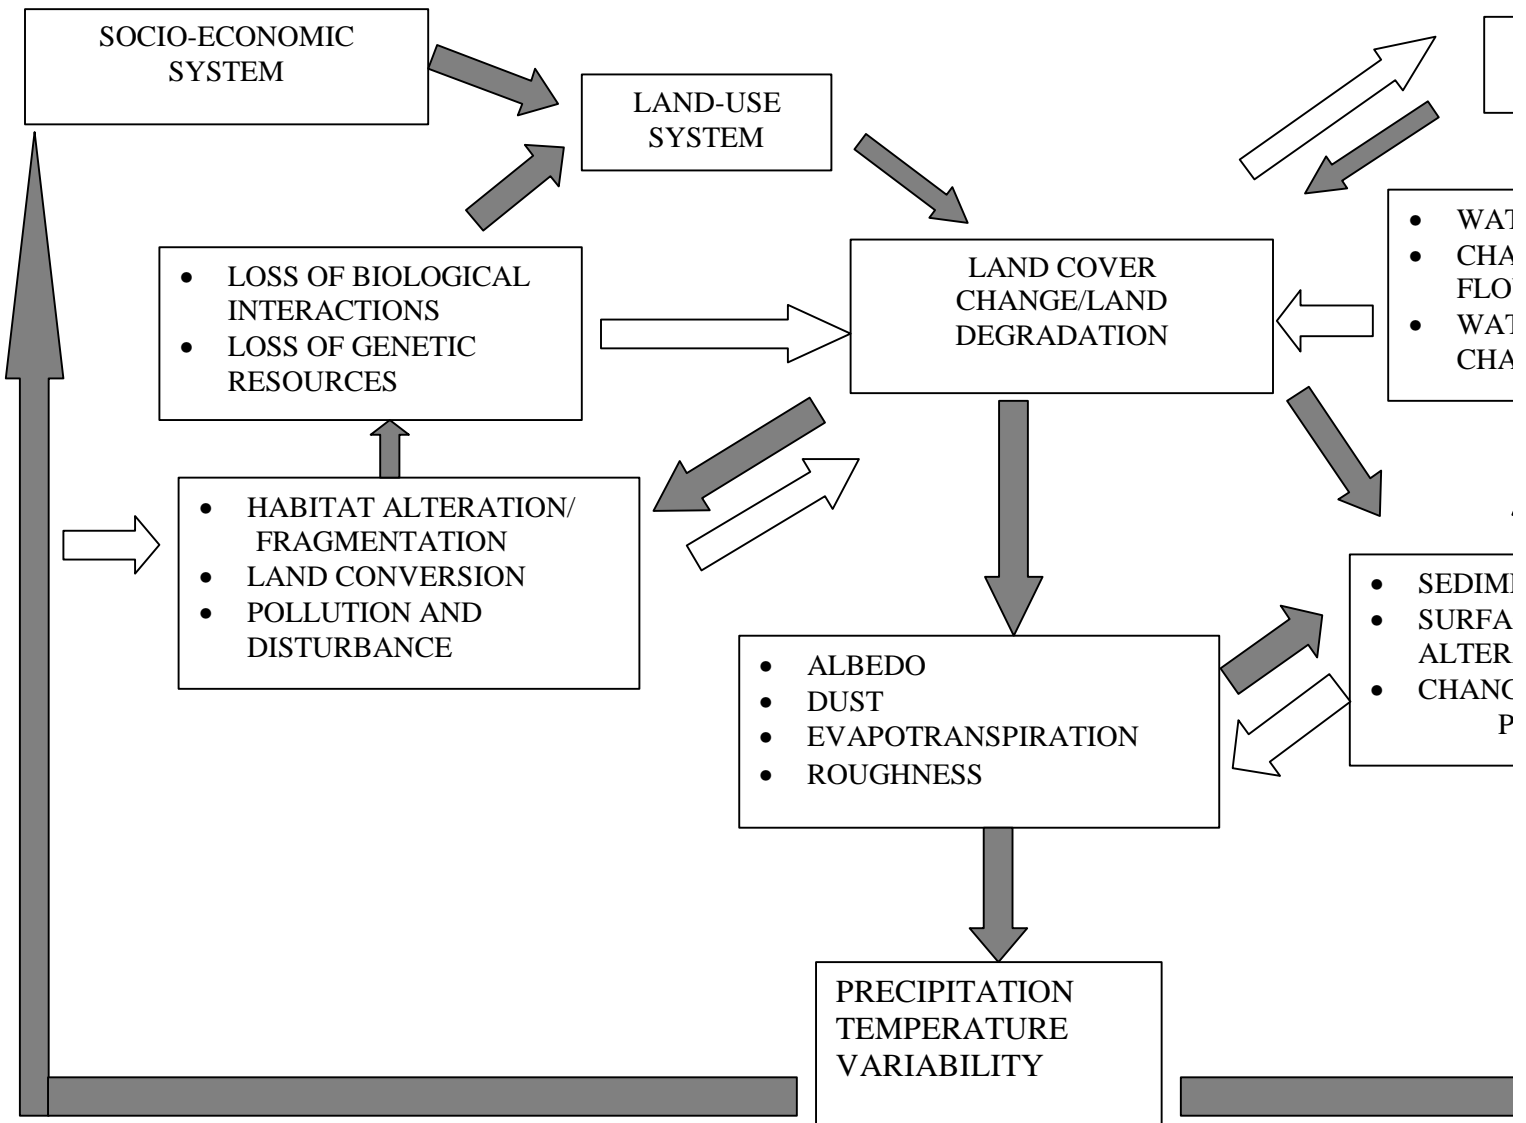 SOCIO-ECONOMIC
SYSTEM
LAND-USE
SYSTEM
• LOSS OF BIOLOGICAL
INTERACTIONS
• LOSS OF GENETIC
RESOURCES
LAND COVER
CHANGE/LAND
DEGRADATION
• HABITAT ALTERATION/
FRAGMENTATION
• LAND CONVERSION
• POLLUTION AND
DISTURBANCE
• ALBEDO
• DUST
• EVAPOTRANSPIRATION
• ROUGHNESS
PRECIPITATION
TEMPERATURE
VARIABILITY